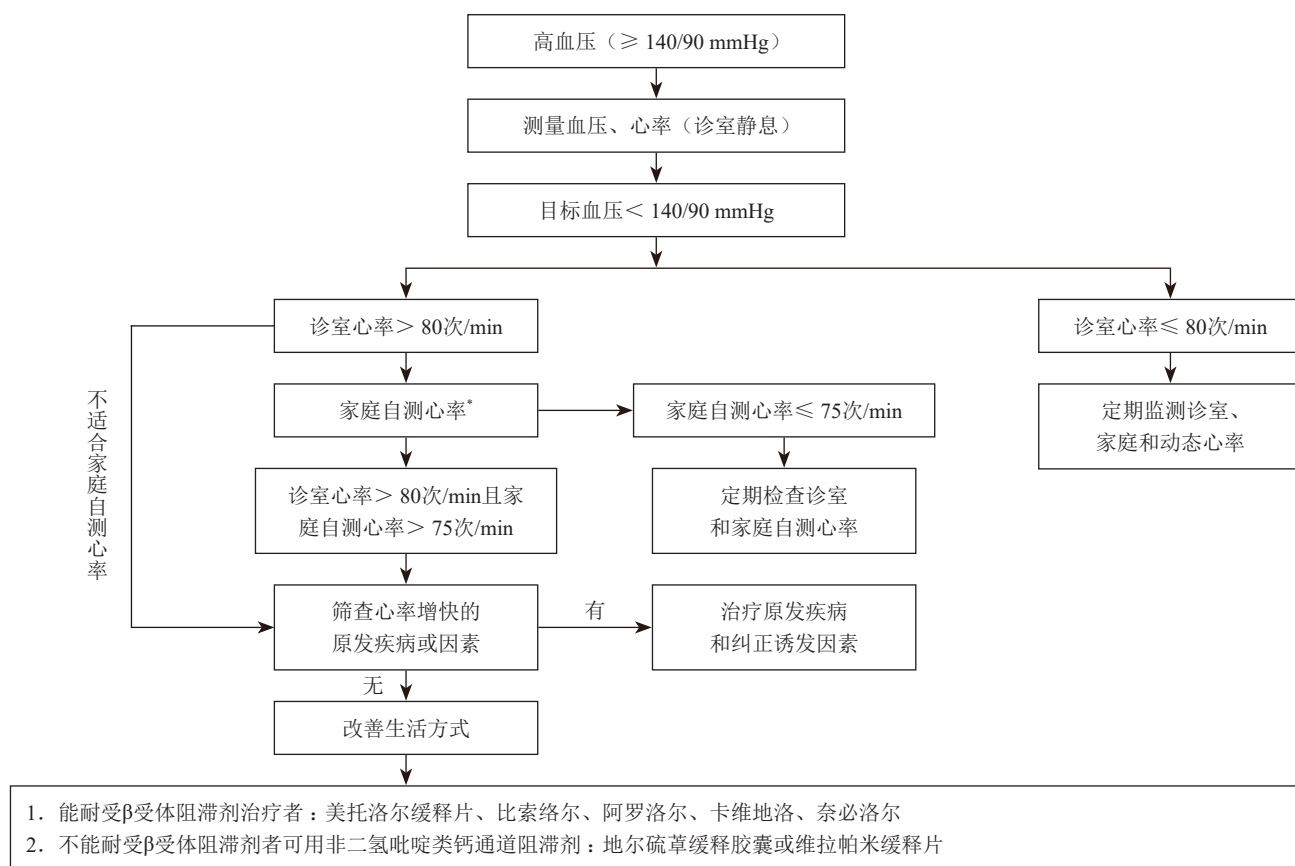 高血压（≥ 140/90 mmHg）
测量血压、心率（诊室静息）
目标血压＜ 140/90 mmHg
诊室心率＞ 80次/min
诊室心率≤ 80次/min
不适合家庭自测心率
家庭自测心率*
家庭自测心率≤ 75次/min
定期监测诊室、
家庭和动态心率
诊室心率＞ 80次/min且家
庭自测心率＞ 75次/min
定期检查诊室
和家庭自测心率
筛查心率增快的
原发疾病或因素
有
治疗原发疾病
和纠正诱发因素
无
改善生活方式
1．能耐受β受体阻滞剂治疗者：美托洛尔缓释片、比索络尔、阿罗洛尔、卡维地洛、奈必洛尔
2．不能耐受β受体阻滞剂者可用非二氢吡啶类钙通道阻滞剂：地尔硫䓬缓释胶囊或维拉帕米缓释片